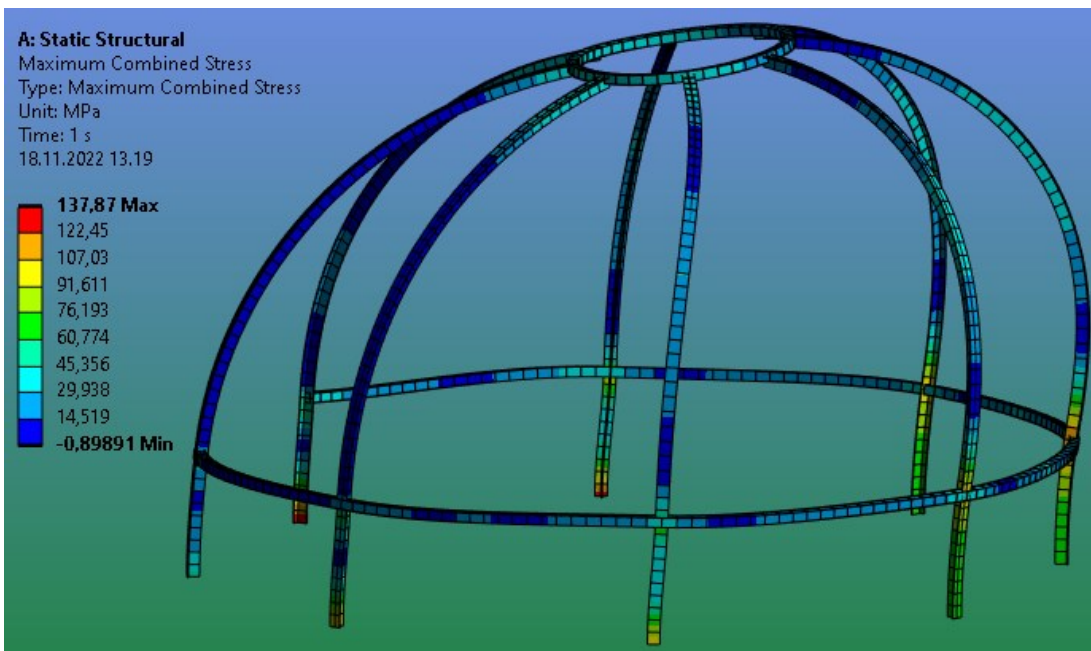 A: Static Structural
Maximum Combined Stress
Type: Maximum Combined Stress
Unit: MPa
Time: 1 s
18.11.2022 13.19
137,87 Max
122,45
107,03
91,611
76,193
60,774
45,356
29,938
14,519
-0,89891 Min